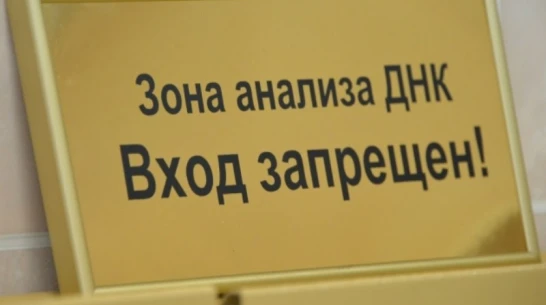 Зона анализа ДНК
Вход запрещен!